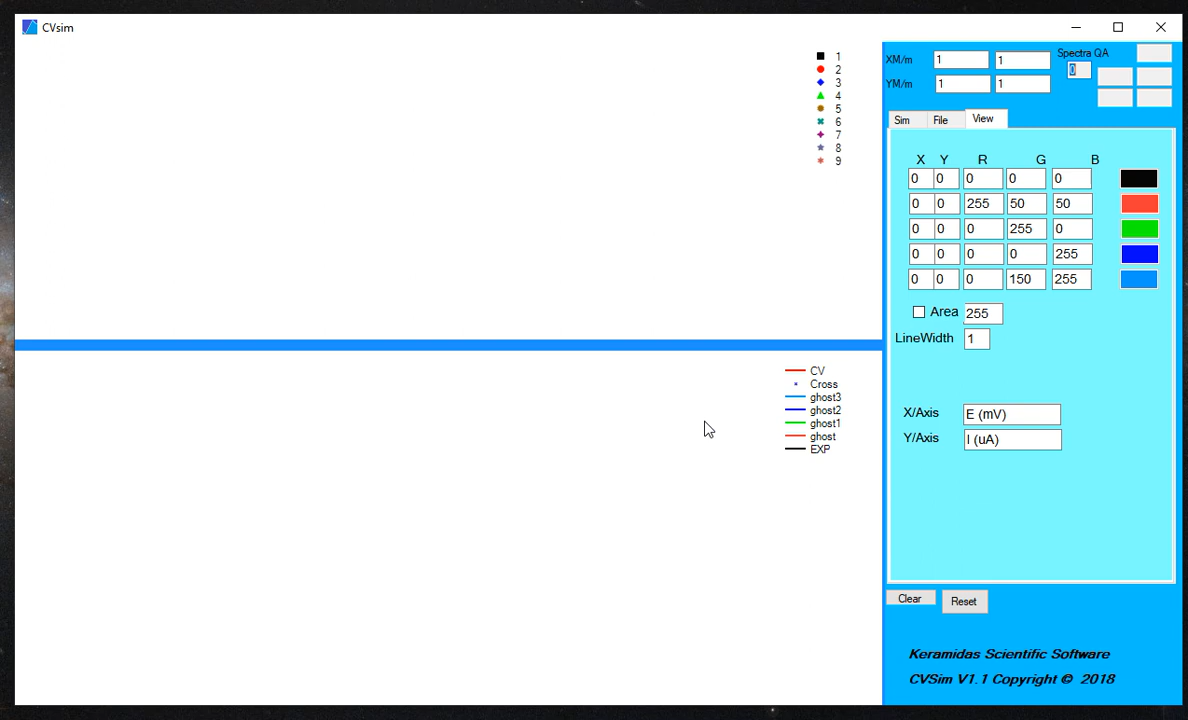 CVsim
1
2
3
4
5
6
7
8
9
CV
Cross
ghost3
ghost2
ghost1
ghost
EXP
XM/m 1 1
YM/m 1 1
Spectra QA
0
Sim File View
X Y R G B
0 0 0 0 0
0 0 255 50 50
0 0 0 255 0
0 0 0 0 255
0 0 0 150 255
Area 255
LineWidth 1
X/Axis E (mV)
Y/Axis I (uA)
Clear Reset
Keramidas Scientific Software
CVSim V1.1 Copyright © 2018